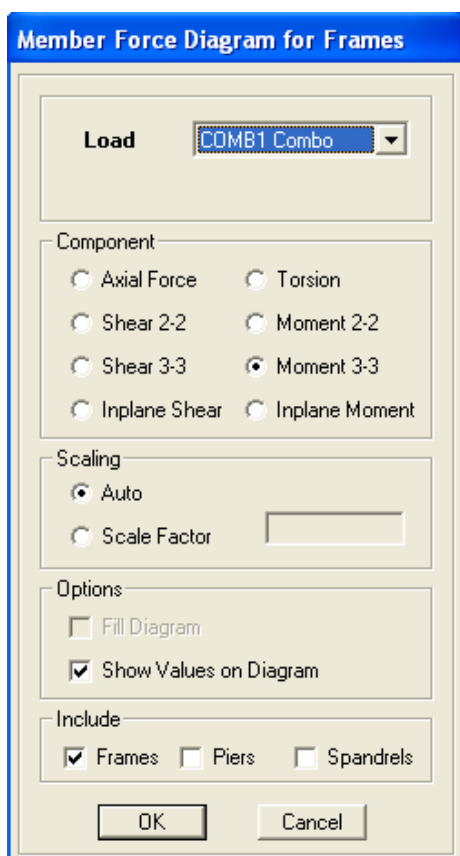 Member Force Diagram for Frames
Load COMB1 Combo
Component
Axial Force Torsion
Shear 2-2 Moment 2-2
Shear 3-3 Moment 3-3
Inplane Shear Inplane Moment
Scaling
Auto
Scale Factor
Options
Fill Diagram
Show Values on Diagram
Include
Frames Piers Spandrels
OK Cancel